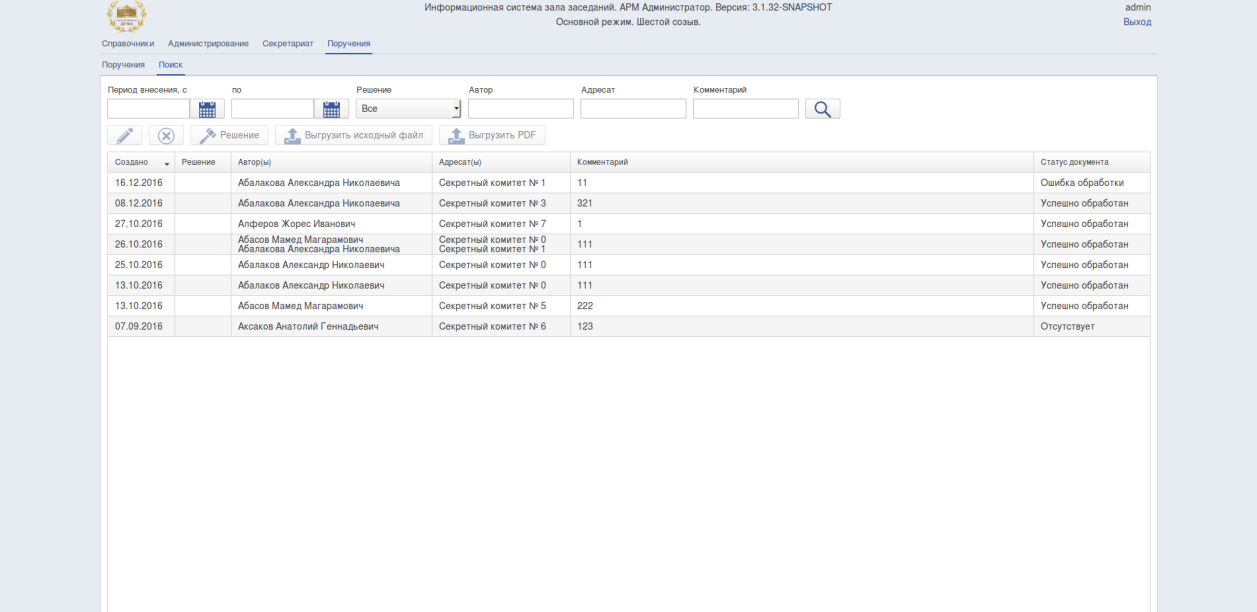 Информационная система зала заседаний. АРМ Администратор. Версия: 3.1.32-SNAPSHOT
admin
Основной режим. Шестой созыв.
Выход
ДУМА
Справочники Администрирование Секретариат Поручения
Поручения Поиск
Период внесения, с по Решение Автор Адресат Комментарий
Все
Решение Выгрузить исходный файл Выгрузить PDF
Создано Решение Автор(ы) Адресат(ы) Комментарий Статус документа
16.12.2016 Абалакова Александра Николаевича Секретный комитет № 1 11 Ошибка обработки
08.12.2016 Абалакова Александра Николаевича Секретный комитет № 3 321 Успешно обработан
27.10.2016 Алферов Жорес Иванович Секретный комитет № 7 1 Успешно обработан
26.10.2016 Абасов Мамед Магарамович Секретный комитет № 0 111 Успешно обработан
Абалакова Александра Николаевича Секретный комитет № 1
25.10.2016 Абалаков Александр Николаевич Секретный комитет № 0 111 Успешно обработан
13.10.2016 Абалаков Александр Николаевич Секретный комитет № 0 111 Успешно обработан
13.10.2016 Абасов Мамед Магарамович Секретный комитет № 5 222 Успешно обработан
07.09.2016 Аксаков Анатолий Геннадьевич Секретный комитет № 6 123 Отсутствует